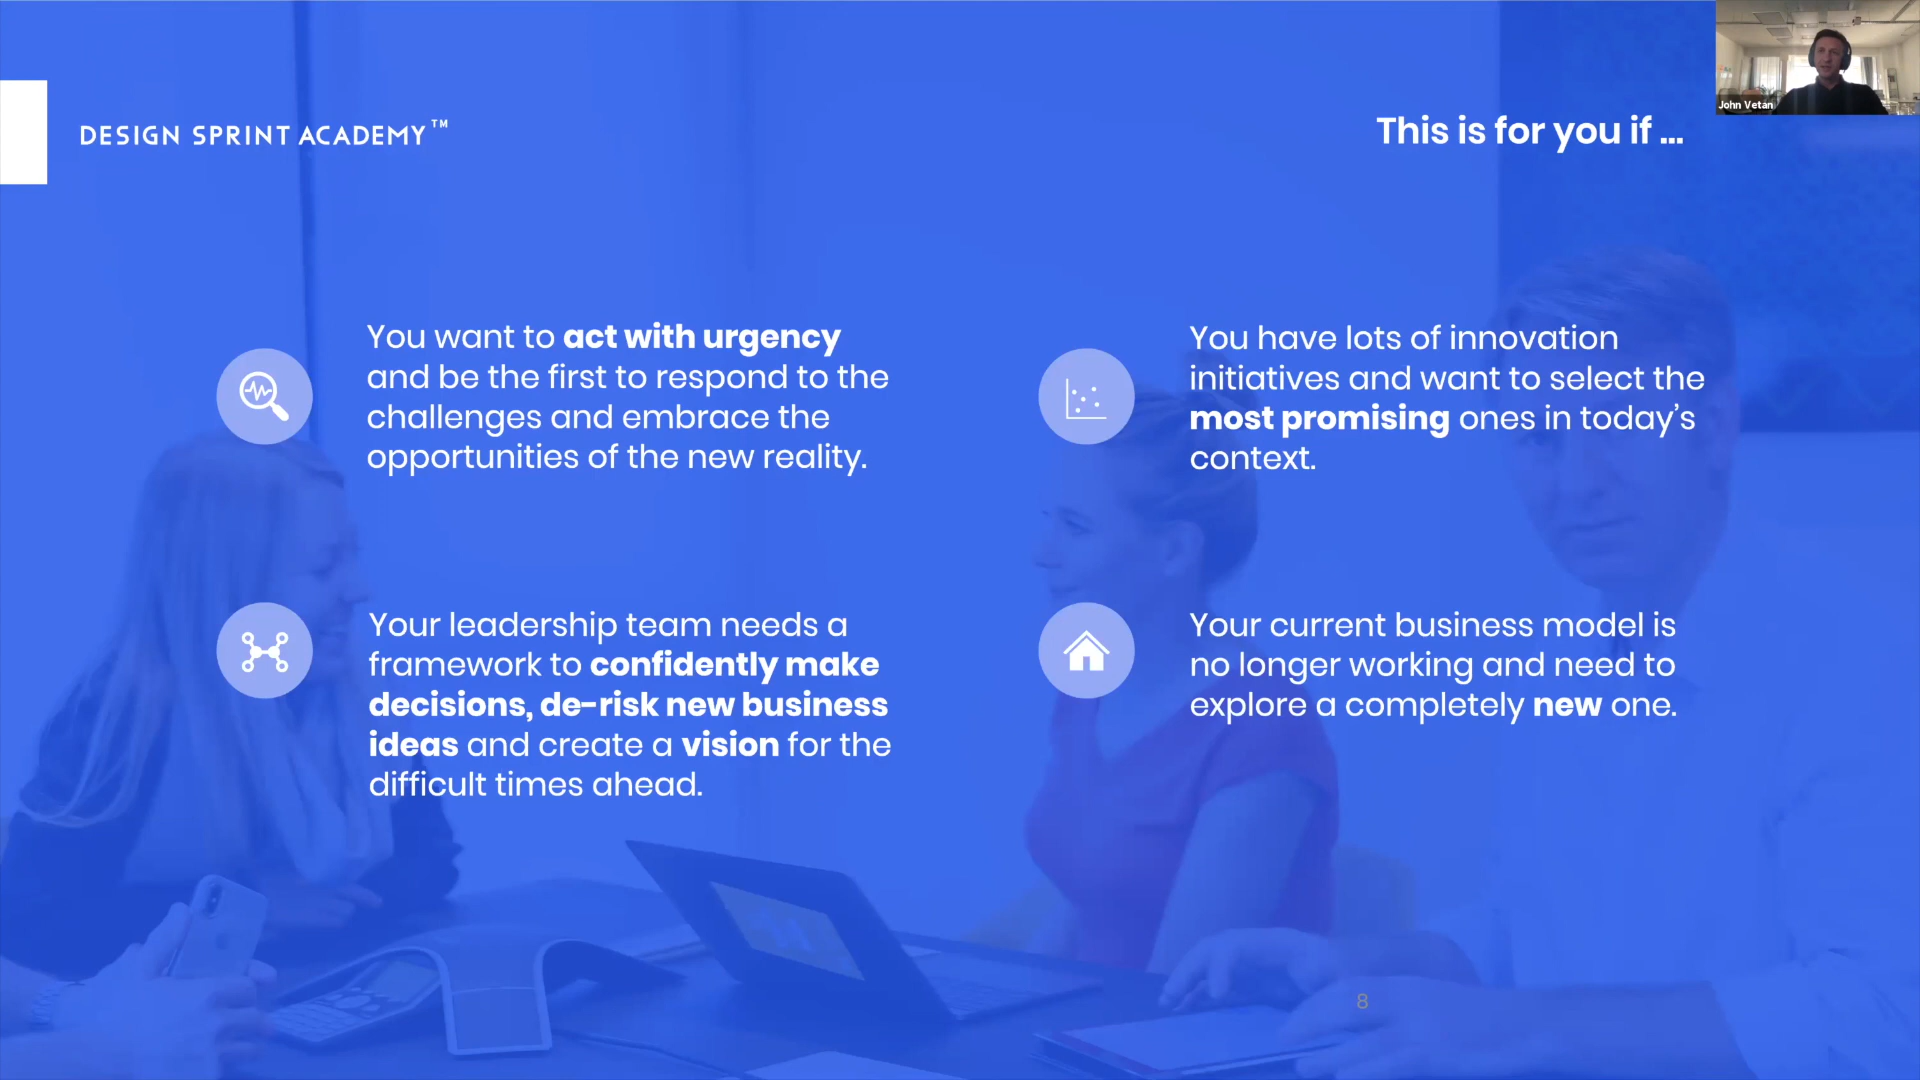 DESIGN SPRINT ACADEMY™
This is for you if ...
John Vetan
You want to act with urgency
and be the first to respond to the
challenges and embrace the
opportunities of the new reality.
You have lots of innovation
initiatives and want to select the
most promising ones in today’s
context.
Your leadership team needs a
framework to confidently make
decisions, de-risk new business
ideas and create a vision for the
difficult times ahead.
Your current business model is
no longer working and need to
explore a completely new one.
8